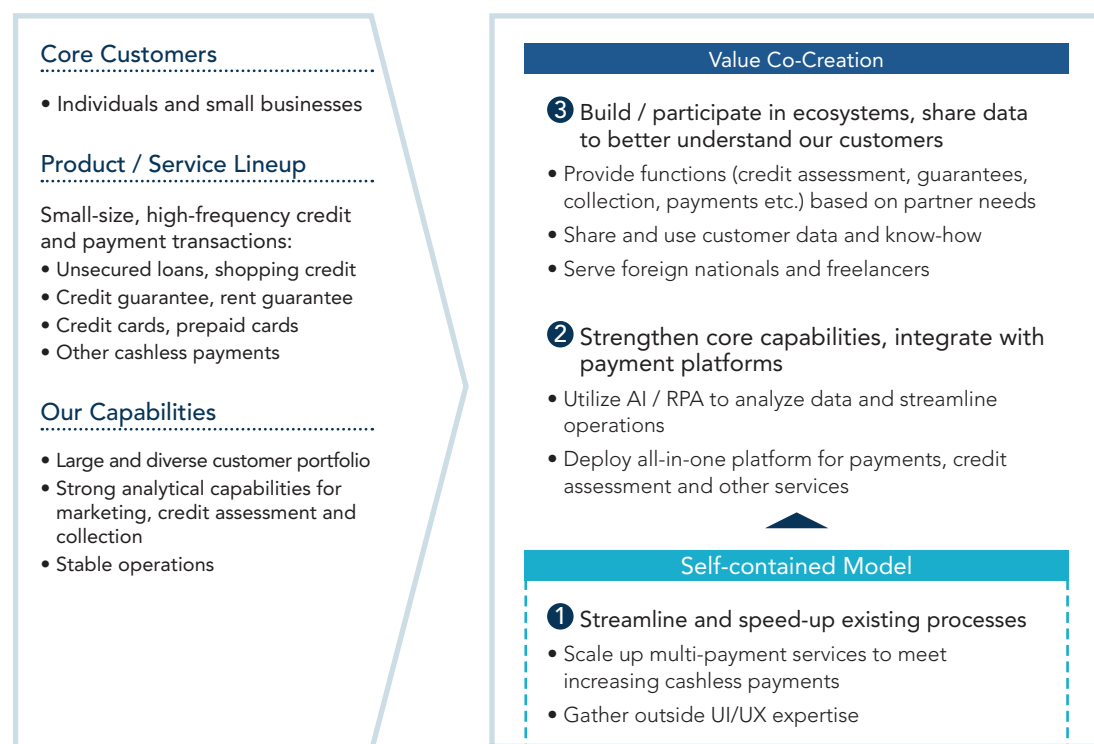 Core Customers
• Individuals and small businesses
Product / Service Lineup
Small-size, high-frequency credit
and payment transactions:
• Unsecured loans, shopping credit
• Credit guarantee, rent guarantee
• Credit cards, prepaid cards
• Other cashless payments
Our Capabilities
• Large and diverse customer portfolio
• Strong analytical capabilities for
marketing, credit assessment and
collection
• Stable operations
Value Co-Creation
3 Build / participate in ecosystems, share data
to better understand our customers
• Provide functions (credit assessment, guarantees,
collection, payments etc.) based on partner needs
• Share and use customer data and know-how
• Serve foreign nationals and freelancers
2 Strengthen core capabilities, integrate with
payment platforms
• Utilize AI / RPA to analyze data and streamline
operations
• Deploy all-in-one platform for payments, credit
assessment and other services
Self-contained Model
1 Streamline and speed-up existing processes
• Scale up multi-payment services to meet
increasing cashless payments
• Gather outside UI/UX expertise